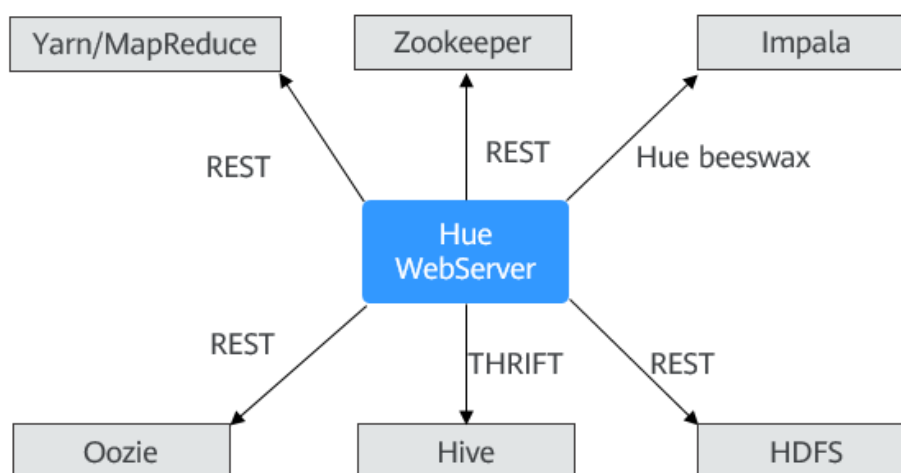 Yarn/MapReduce
Zookeeper
Impala
REST
REST
Hue beeswax
Hue
WebServer
REST
THRIFT
REST
Oozie
Hive
HDFS